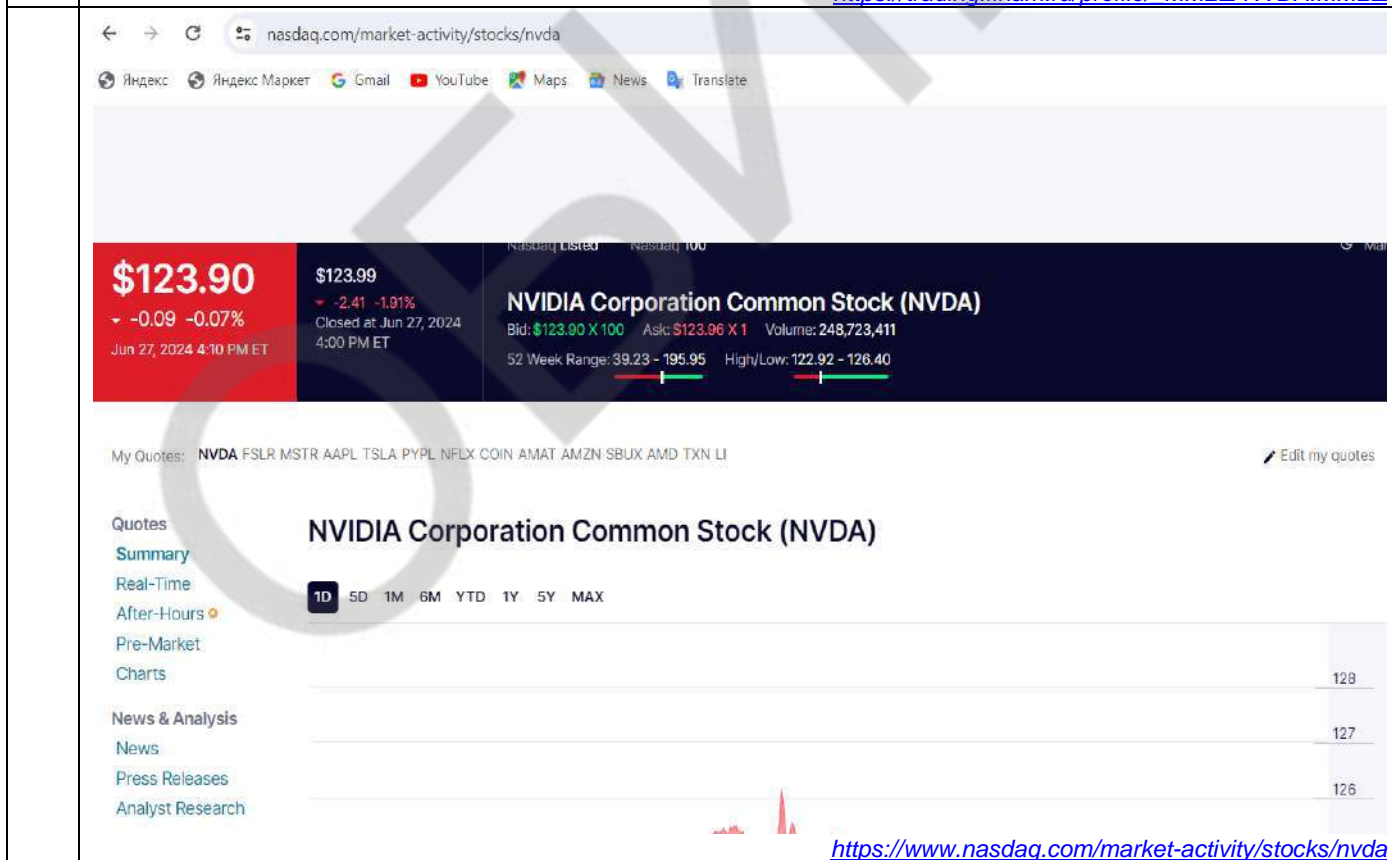 nasdaq.com/market-activity/stocks/nvda
Яндекс Яндекс Маркет Gmail YouTube Maps News Translate
Nasdaq Listed Nasdaq 100
$123.90
-0.09 -0.07%
Jun 27, 2024 4:10 PM ET
$123.99
-2.41 -1.91%
Closed at Jun 27, 2024
4:00 PM ET
NVIDIA Corporation Common Stock (NVDA)
Bid: $123.90 X 100 Ask: $123.96 X 1 Volume: 248,723,411
52 Week Range: 39.23 - 195.95 High/Low: 122.92 - 126.40
My Quotes: NVDA FSLR MSTR AAPL TSLA PYPL NFLX COIN AMAT AMZN SBUX AMD TXN LI
Edit my quotes
Quotes
Summary
Real-Time
After-Hours
Pre-Market
Charts
News & Analysis
News
Press Releases
Analyst Research
NVIDIA Corporation Common Stock (NVDA)
1D 5D 1M 6M YTD 1Y 5Y MAX
128
127
126
https://www.nasdaq.com/market-activity/stocks/nvda